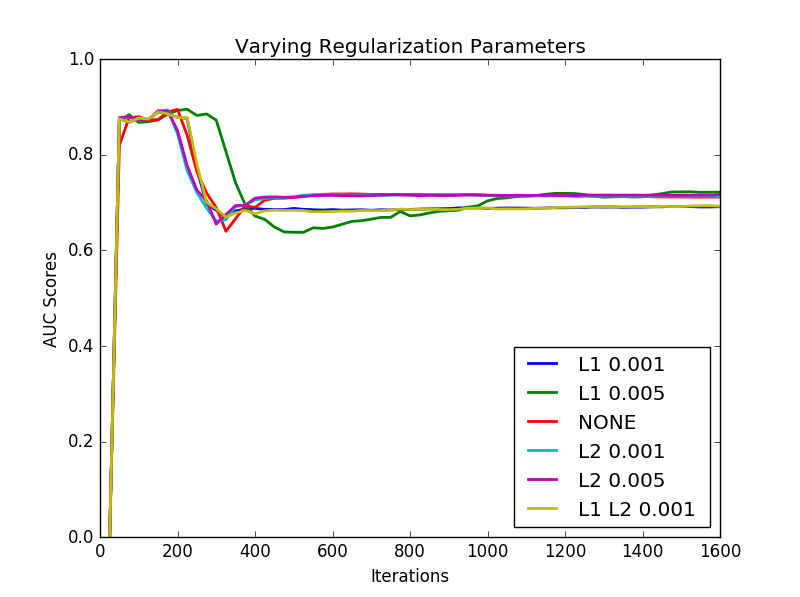 Varying Regularization Parameters
1.0
0.8
0.6
0.4
0.2
0.0
AUC Scores
L1 0.001
L1 0.005
NONE
L2 0.001
L2 0.005
L1 L2 0.001
0 200 400 600 800 1000 1200 1400 1600
Iterations